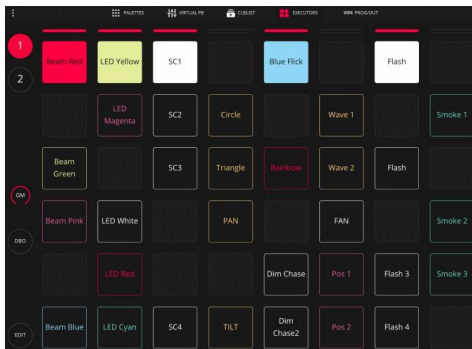 PALETTES VIRTUAL PB CUELIST EXECUTORS PROG/OUT
1
Beam Red LED Yellow SC1 Blue Flick Flash
2
LED
Magenta SC2 Circle Wave 1 Smoke 1
Beam
Green SC3 Triangle Rainbow Wave 2 Flash
GM
Beam Pink LED White PAN FAN Smoke 2
DBO
LED Red Dim Chase Pos 1 Flash 3 Smoke 3
Beam Blue LED Cyan SC4 TILT Dim
Chase2 Pos 2 Flash 4
EDIT